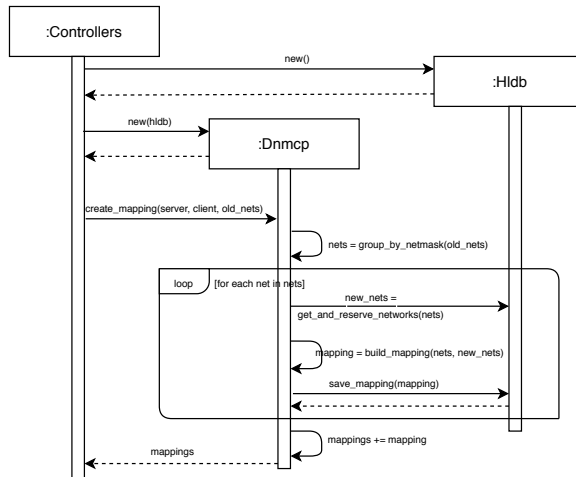 :Controllers
new()
:Hldb
new(hldb)
:Dnmcp
create_mapping(server, client, old_nets)
nets = group_by_netmask(old_nets)
loop
[for each net in nets]
new_nets =
get_and_reserve_networks(nets)
mapping = build_mapping(nets, new_nets)
save_mapping(mapping)
mappings += mapping
mappings